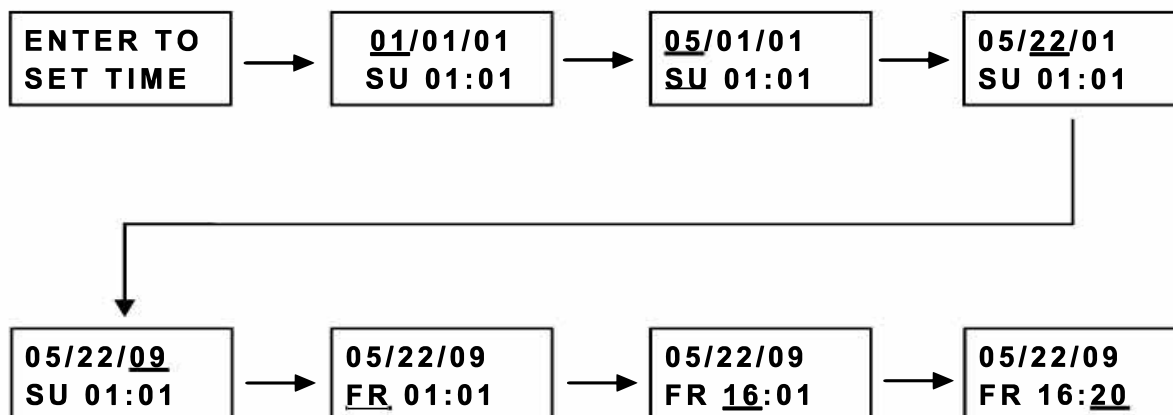 ENTER TO
SET TIME
01/01/01
SU 01:01
05/01/01
SU 01:01
05/22/01
SU 01:01
05/22/09
SU 01:01
05/22/09
FR 01:01
05/22/09
FR 16:01
05/22/09
FR 16:20